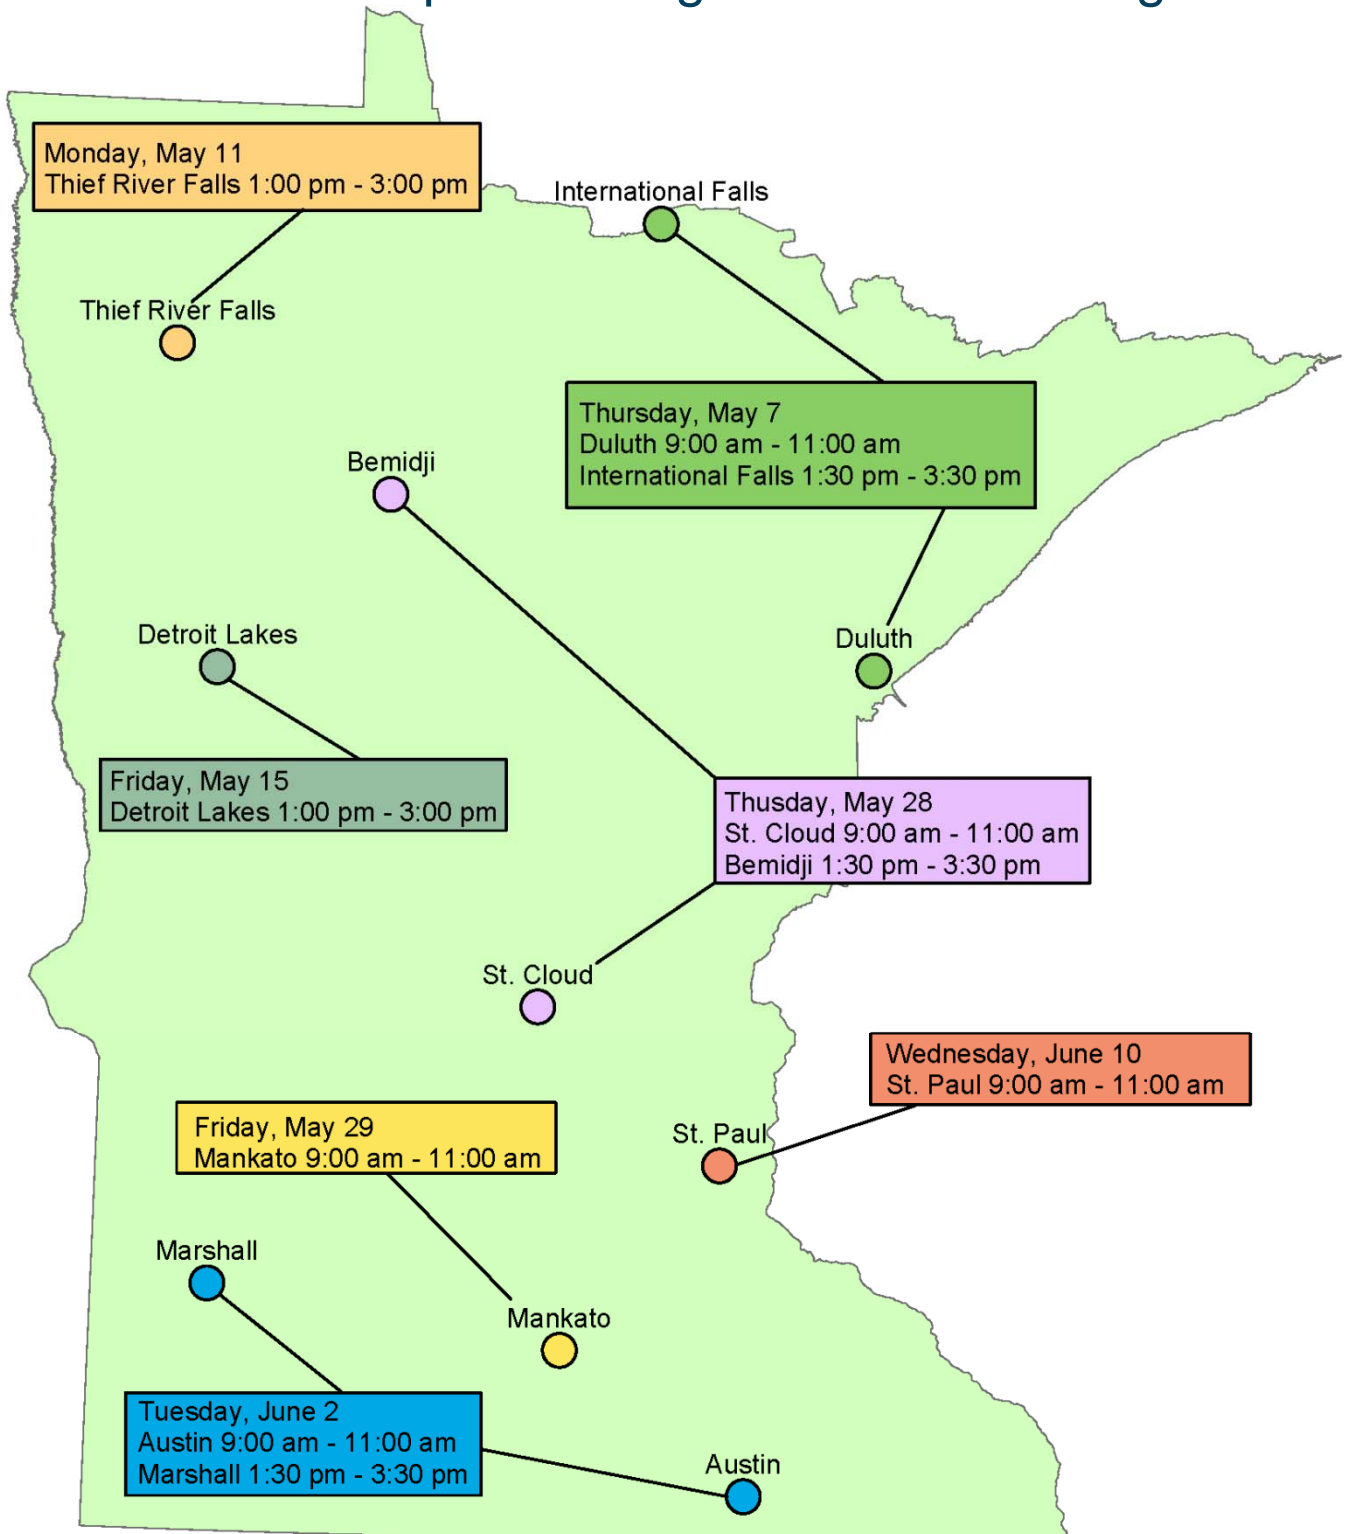 Monday, May 11
Thief River Falls 1:00 pm - 3:00 pm
International Falls
Thief River Falls
Thursday, May 7
Duluth 9:00 am - 11:00 am
International Falls 1:30 pm - 3:30 pm
Bemidji
Detroit Lakes
Duluth
Friday, May 15
Detroit Lakes 1:00 pm - 3:00 pm
Thusday, May 28
St. Cloud 9:00 am - 11:00 am
Bemidji 1:30 pm - 3:30 pm
St. Cloud
Wednesday, June 10
St. Paul 9:00 am - 11:00 am
Friday, May 29
Mankato 9:00 am - 11:00 am
St. Paul
Marshall
Mankato
Tuesday, June 2
Austin 9:00 am - 11:00 am
Marshall 1:30 pm - 3:30 pm
Austin